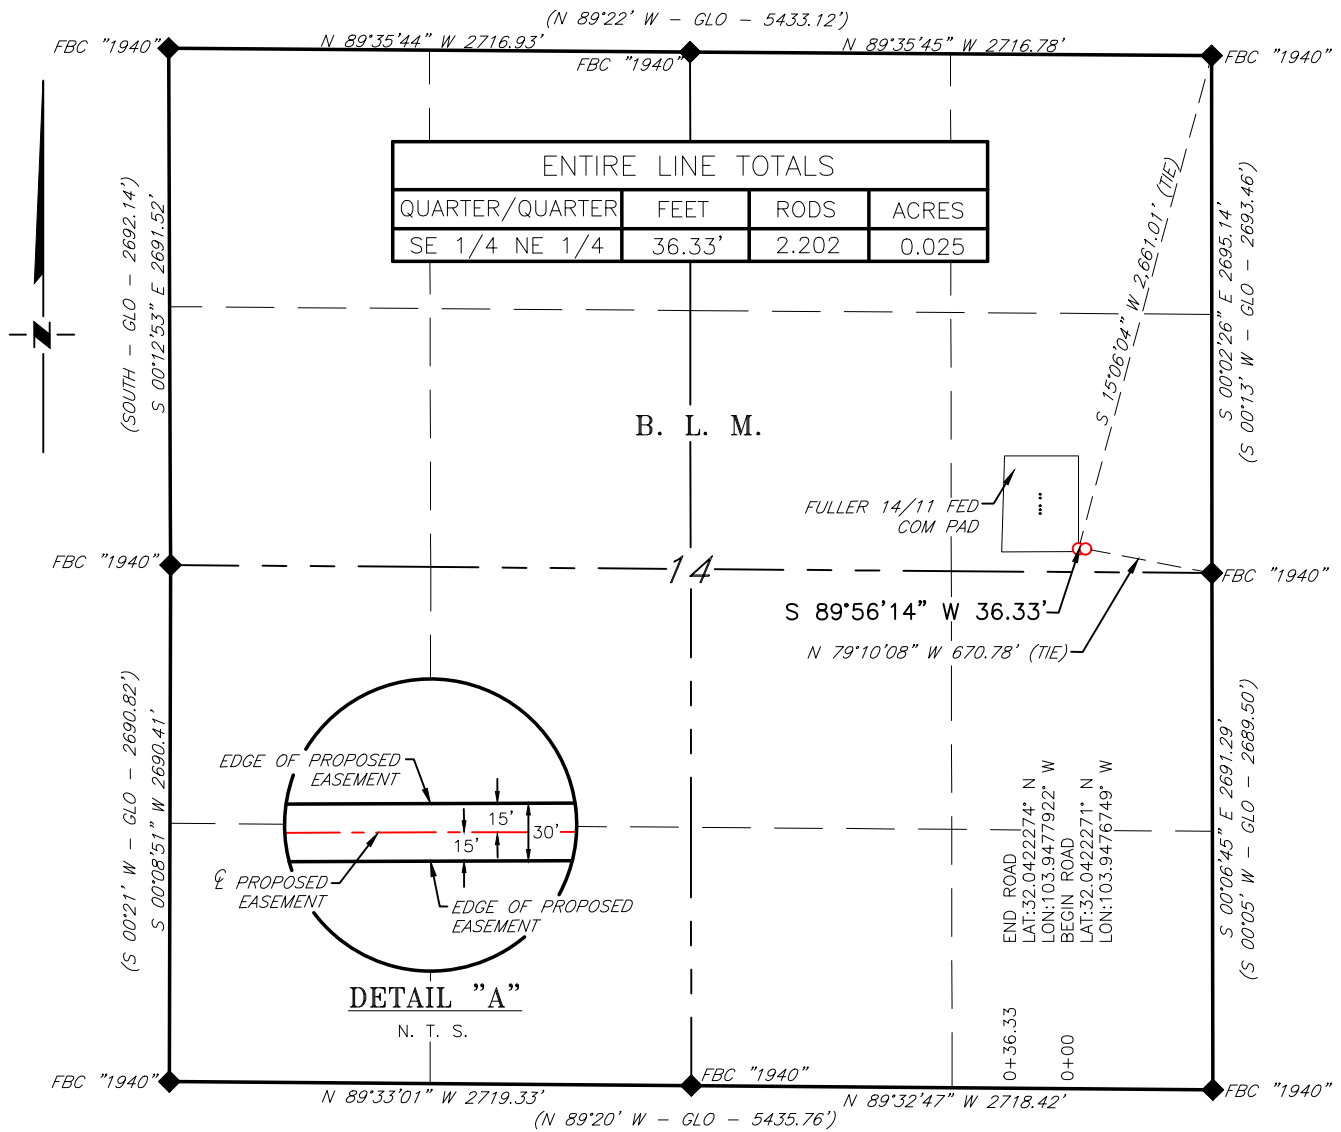 (N 89°22' W - GLO - 5433.12')
FBC "1940"
N 89°35'44" W 2716.93'
FBC "1940"
N 89°35'45" W 2716.78'
FBC "1940"
ENTIRE LINE TOTALS
QUARTER/QUARTER FEET RODS ACRES
SE 1/4 NE 1/4 36.33' 2.202 0.025
(SOUTH - GLO - 2692.14')
S 00°12'53" E 2691.52'
S 15°06'04" W 2,661.01' (TIE)
S 00°02'26" E 2695.14'
(S 00°13' W - GLO - 2693.46')
N
B. L. M.
FULLER 14/11 FED
COM PAD
FBC "1940"
14
FBC "1940"
S 89°56'14" W 36.33'
N 79°10'08" W 670.78' (TIE)
(S 00°21' W - GLO - 2690.82')
S 00°08'51" W 2690.41'
EDGE OF PROPOSED
EASEMENT
15'
30'
15'
℄ PROPOSED
EASEMENT
EDGE OF PROPOSED
EASEMENT
DETAIL "A"
N. T. S.
0+36.33
END ROAD
LAT:32.0422274° N
LON:103.9477922° W
0+00
BEGIN ROAD
LAT:32.0422271° N
LON:103.9476749° W
S 00°06'45" E 2691.29'
(S 00°05' W - GLO - 2689.50')
FBC "1940"
N 89°33'01" W 2719.33'
FBC "1940"
N 89°32'47" W 2718.42'
FBC "1940"
(N 89°20' W - GLO - 5435.76')